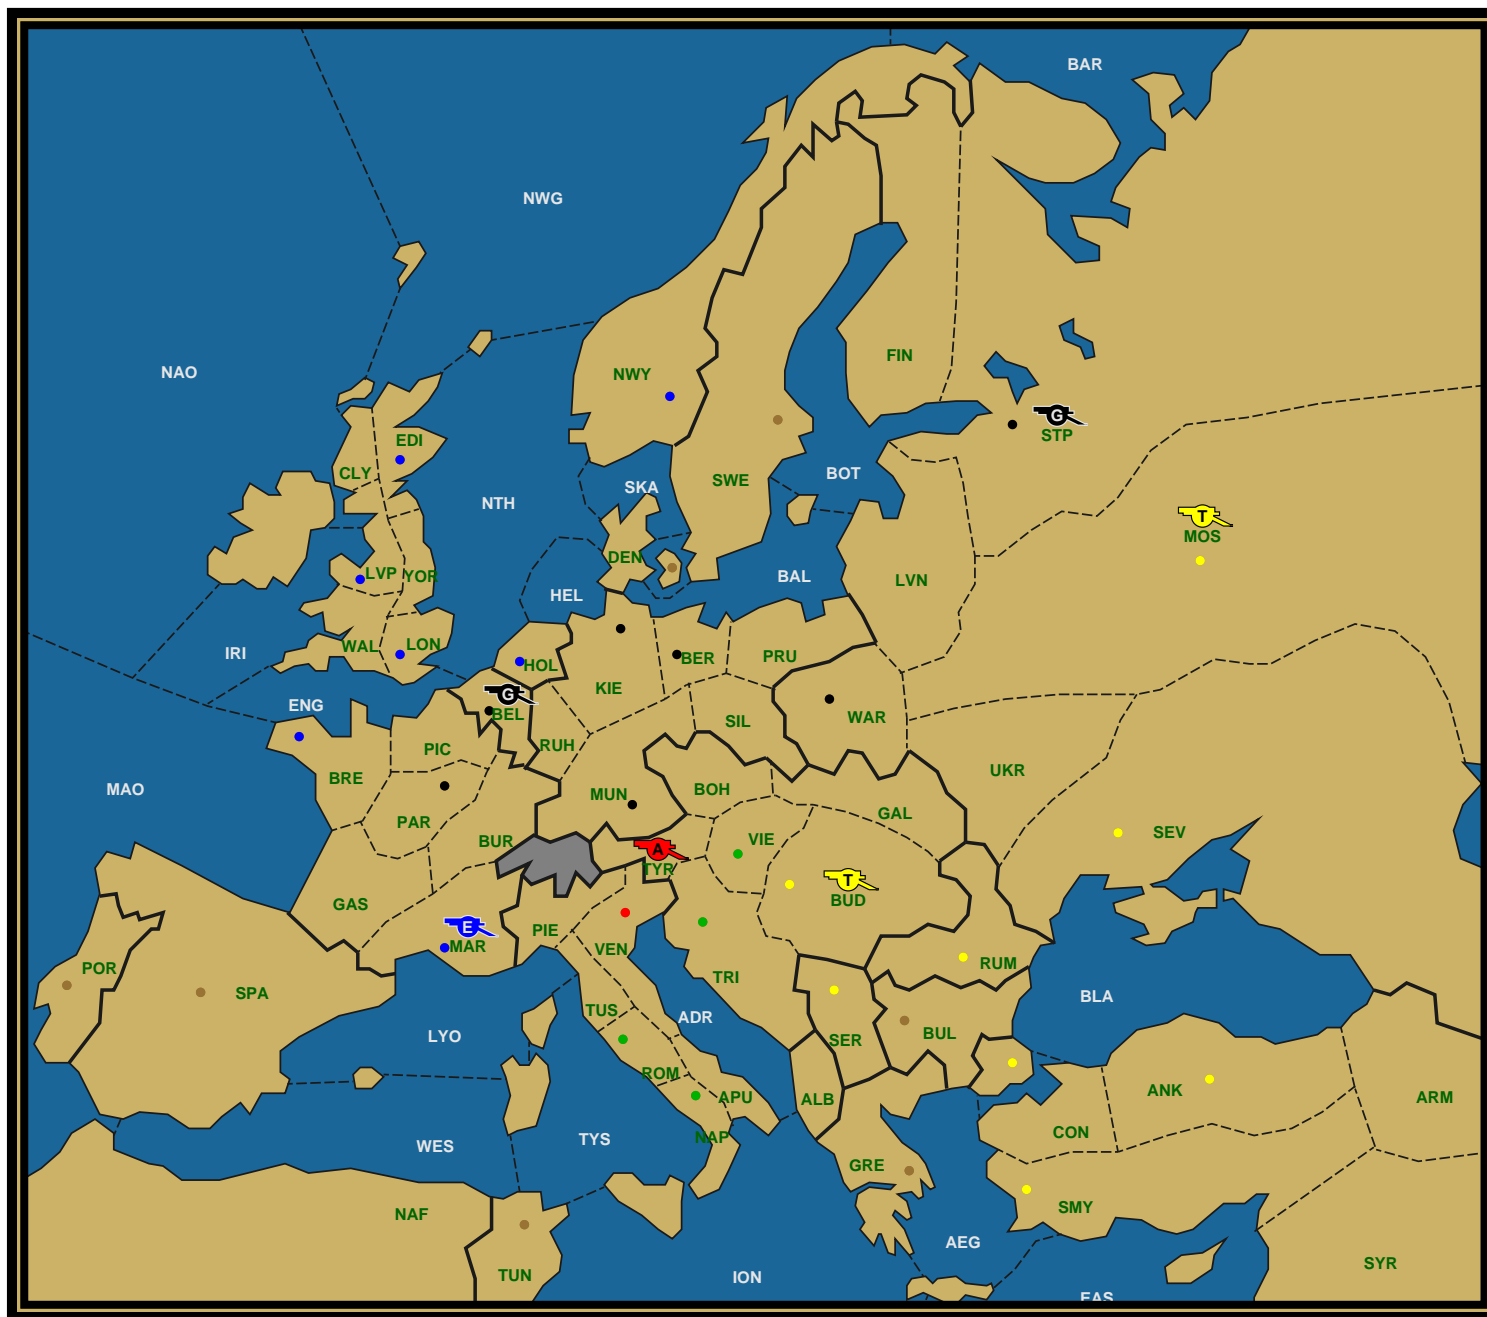 BAR
NWG
NAO
FIN
NWY
G
STP
EDI
CLY
SKA
BOT
SWE
NTH
T
MOS
DEN
LVP
YOR
BAL
LVN
HEL
WAL
LON
IRI
HOL
BER
PRU
KIE
G
ENG
BEL
WAR
SIL
PIC
RUH
UKR
BRE
MAO
BOH
MUN
GAL
PAR
SEV
BUR
VIE
A
TYR
T
BUD
GAS
E
MAR
PIE
VEN
RUM
POR
SPA
TRI
BLA
TUS
ADR
LYO
SER
BUL
ROM
ANK
APU
ALB
ARM
CON
NAP
TYS
WES
GRE
SMY
NAF
AEG
SYR
TUN
ION
EAS